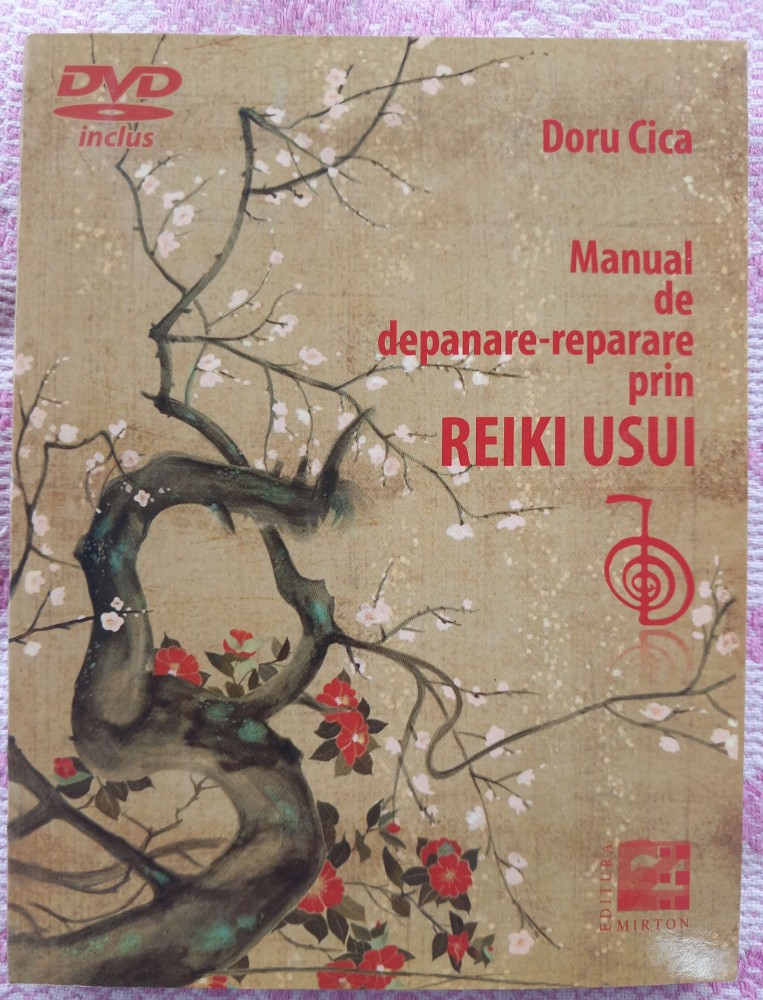 DVD
inclus
Doru Cica
Manual
de
depanare-reparare
prin
REIKI USUI
EDITURA
MIRTON